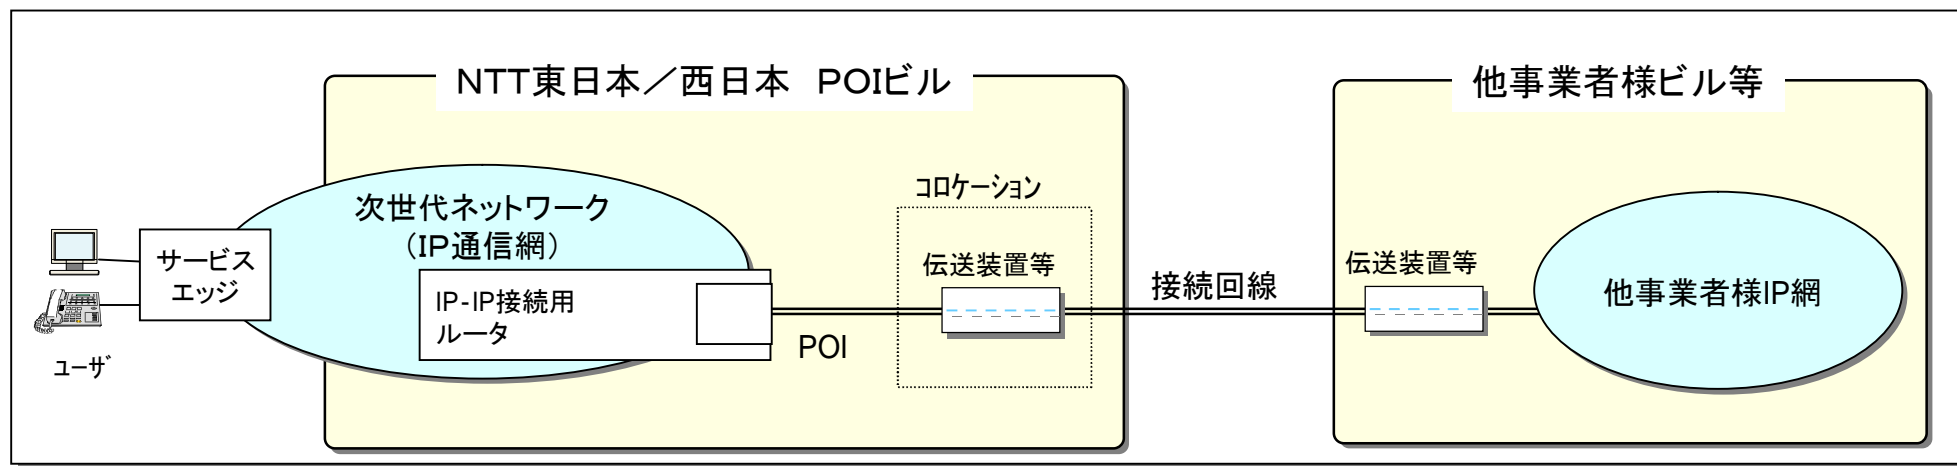 NTT東日本／西日本　POIビル
他事業者様ビル等
コロケーション
次世代ネットワーク
（IP通信網）
サービス
エッジ
伝送装置等
伝送装置等
接続回線
IP-IP接続用
ルータ
他事業者様IP網
POI
ユーザ